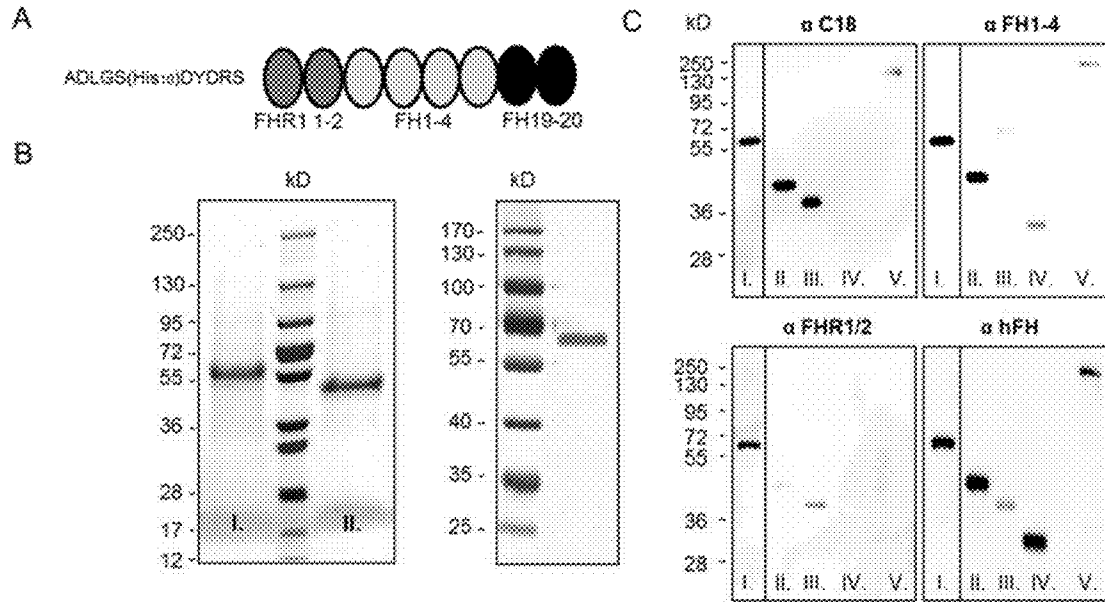 A
ADLGS(His:6)DYDRS
FHR1 1-2 FH1-4 FH19-20
B
kD
250-
130-
95-
72-
55-
36-
28-
17-
12-
I. II.
kD
170-
130-
100-
70-
55-
40-
35-
25-
C
kD
α C18
α FH1-4
250-
130-
95-
72-
55-
36-
28-
I. II. III. IV. V.
I. II. III. IV. V.
α FHR1/2
α hFH
250-
130-
95-
72-
55-
36-
28-
I. II. III. IV. V.
I. II. III. IV. V.